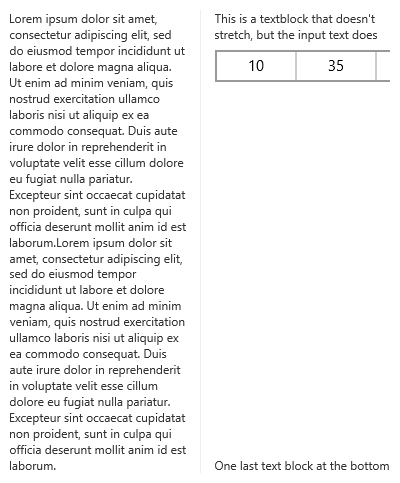 Lorem ipsum dolor sit amet,
consectetur adipiscing elit, sed
do eiusmod tempor incididunt ut
labore et dolore magna aliqua.
Ut enim ad minim veniam, quis
nostrud exercitation ullamco
laboris nisi ut aliquip ex ea
commodo consequat. Duis aute
irure dolor in reprehenderit in
voluptate velit esse cillum dolore
eu fugiat nulla pariatur.
Excepteur sint occaecat cupidatat
non proident, sunt in culpa qui
officia deserunt mollit anim id est
laborum.Lorem ipsum dolor sit
amet, consectetur adipiscing elit,
sed do eiusmod tempor
incididunt ut labore et dolore
magna aliqua. Ut enim ad minim
veniam, quis nostrud exercitation
ullamco laboris nisi ut aliquip ex
ea commodo consequat. Duis
aute irure dolor in reprehenderit
in voluptate velit esse cillum
dolore eu fugiat nulla pariatur.
Excepteur sint occaecat cupidatat
non proident, sunt in culpa qui
officia deserunt mollit anim id est
laborum.
This is a textblock that doesn't
stretch, but the input text does
10 35
One last text block at the bottom